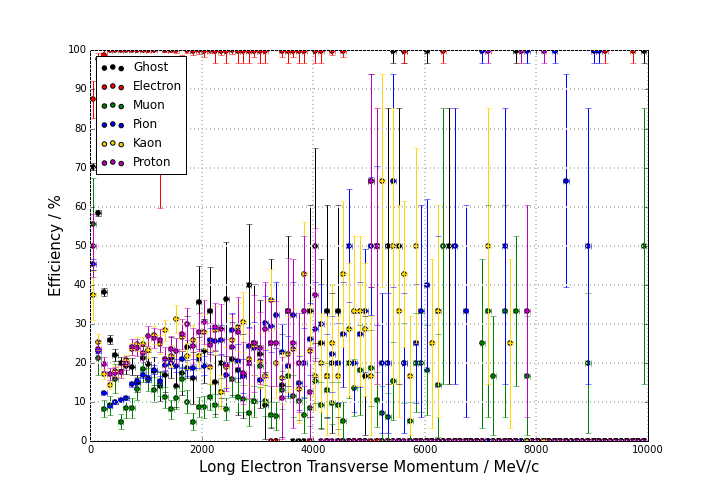 100
90
80
70
60
50
40
30
20
10
0
Efficiency / %
Ghost
Electron
Muon
Pion
Kaon
Proton
0 2000 4000 6000 8000 10000
Long Electron Transverse Momentum / MeV/c